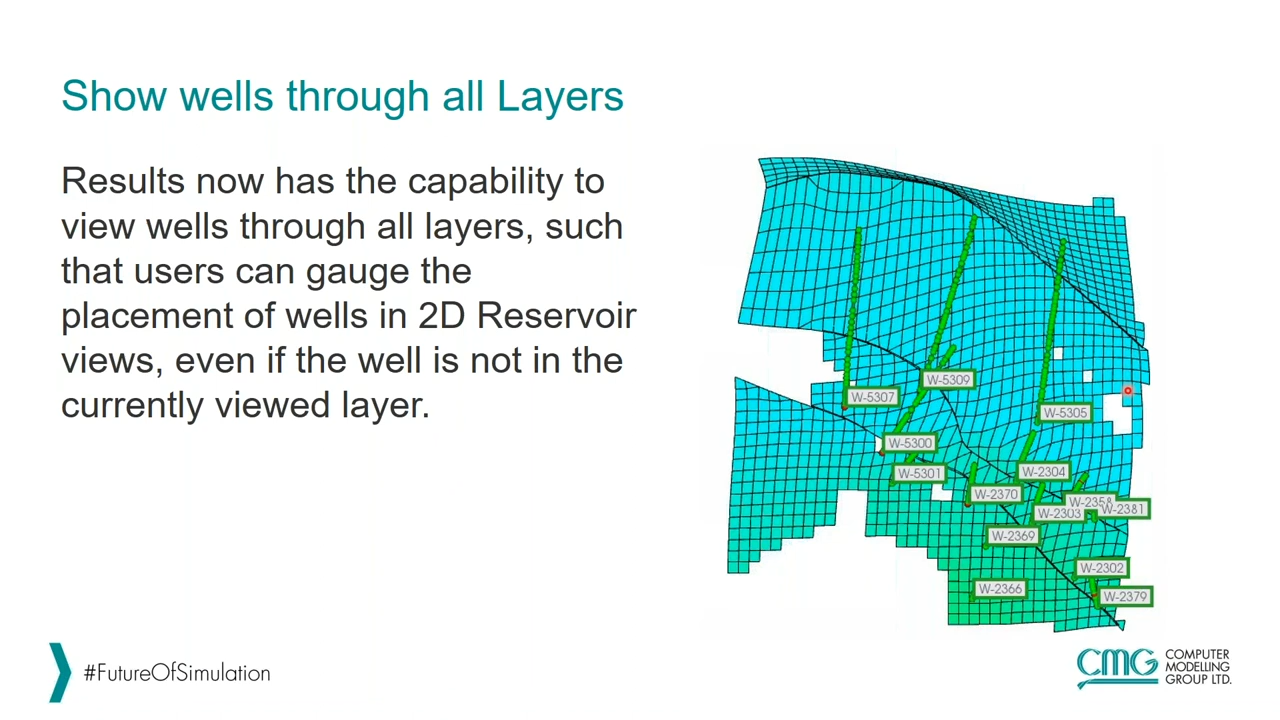 Show wells through all Layers
Results now has the capability to
view wells through all layers, such
that users can gauge the
placement of wells in 2D Reservoir
views, even if the well is not in the
currently viewed layer.
W-5309
W-5307
W-5305
W-5300
W-5301
W-2304
W-2370
W-2358
W-2303
W-2381
W-2369
W-2302
W-2366
W-2379
#FutureOfSimulation
CMG
COMPUTER
MODELLING
GROUP LTD.